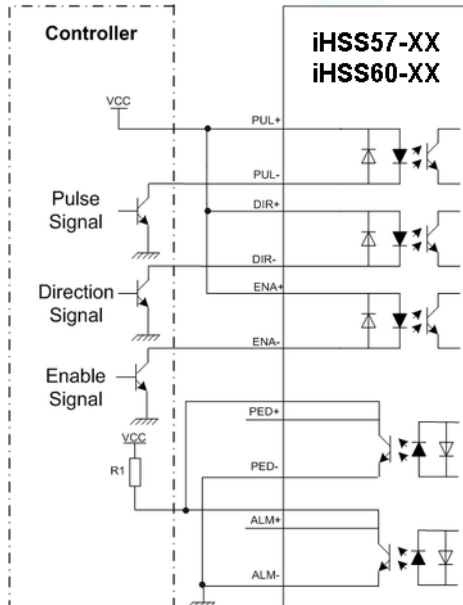 Controller
iHSS57-XX
iHSS60-XX
VCC
PUL+
PUL-
Pulse
Signal
DIR+
DIR-
Direction
Signal
ENA+
ENA-
Enable
Signal
PED+
VCC
R1
PED-
ALM+
ALM-